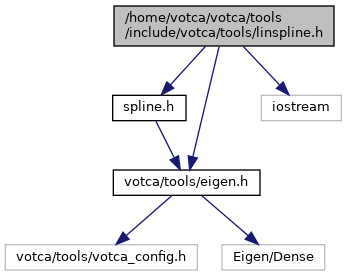 /home/votca/votca/tools
/include/votca/tools/linspline.h
spline.h
iostream
votca/tools/eigen.h
votca/tools/votca_config.h
Eigen/Dense